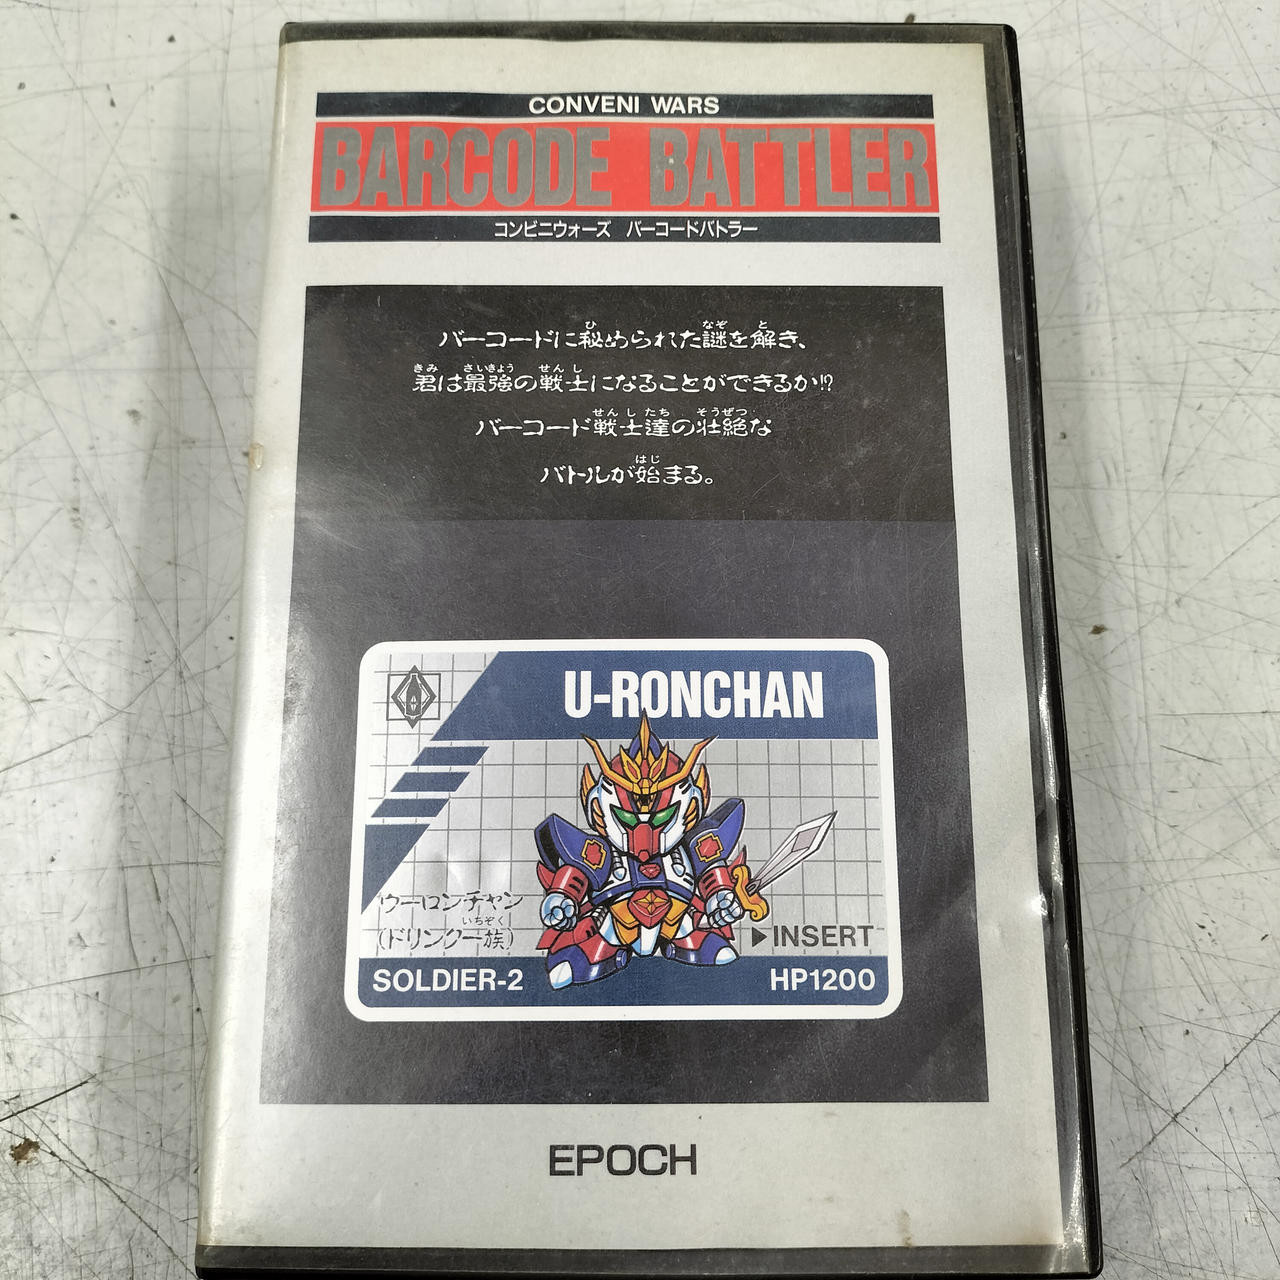 CONVENI WARS
BARCODE BATTLER
コンビニウォーズ バーコードバトラー
バーコードに秘められた謎を解き、
君は最強の戦士になることができるか!?
バーコード戦士達の壮絶な
バトルが始まる。
U-RONCHAN
ウーロンチャン
(ドリンク一族)
▶INSERT
SOLDIER-2
HP1200
EPOCH